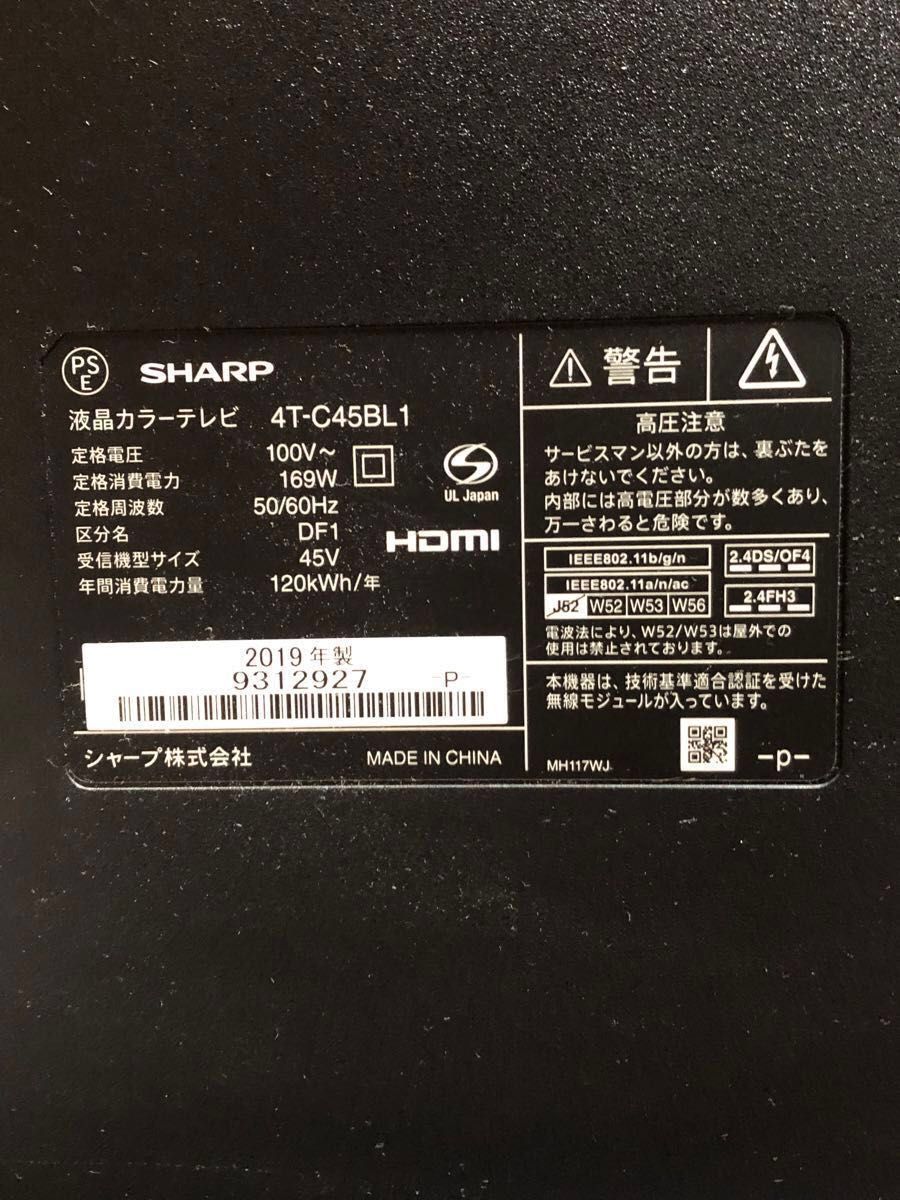 PS
E
SHARP
液晶カラーテレビ 4T-C45BL1
定格電圧 100V~
定格消費電力 169W
定格周波数 50/60Hz
区分名 DF1
受信機型サイズ 45V
年間消費電力量 120kWh/年
UL Japan
HDMI
2019年製
9312927 -P-
シャープ株式会社 MADE IN CHINA
警告
高圧注意
サービスマン以外の方は、裏ぶたを
あけないでください。
内部には高電圧部分が数多くあり、
万一さわると危険です。
IEEE802.11b/g/n
IEEE802.11a/n/ac
J52 W52 W53 W56
2.4DS/OF4
2.4FH3
電波法により、W52/W53は屋外での
使用は禁止されております。
本機器は、技術基準適合認証を受けた
無線モジュールが入っています。
MH117WJ -p-